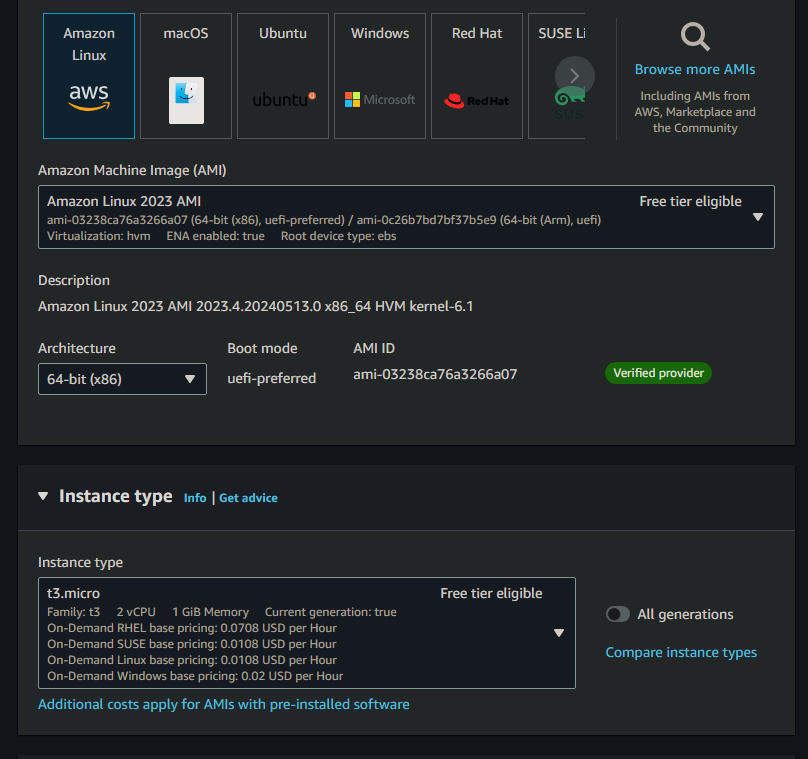 Amazon
Linux
aws
macOS
Ubuntu
ubuntu
Windows
Microsoft
Red Hat
Red Hat
SUSE Li
SUS
Browse more AMIs
Including AMIs from
AWS, Marketplace and
the Community
Amazon Machine Image (AMI)
Amazon Linux 2023 AMI Free tier eligible
ami-03238ca76a3266a07 (64-bit (x86), uefi-preferred) / ami-0c26b7bd7bf37b5e9 (64-bit (Arm), uefi)
Virtualization: hvm ENA enabled: true Root device type: ebs
Description
Amazon Linux 2023 AMI 2023.4.20240513.0 x86_64 HVM kernel-6.1
Architecture Boot mode AMI ID
64-bit (x86) uefi-preferred ami-03238ca76a3266a07 Verified provider
Instance type Info | Get advice
Instance type
t3.micro Free tier eligible
Family: t3 2 vCPU 1 GiB Memory Current generation: true
On-Demand RHEL base pricing: 0.0708 USD per Hour
On-Demand SUSE base pricing: 0.0108 USD per Hour
On-Demand Linux base pricing: 0.0108 USD per Hour
On-Demand Windows base pricing: 0.02 USD per Hour
All generations
Compare instance types
Additional costs apply for AMIs with pre-installed software